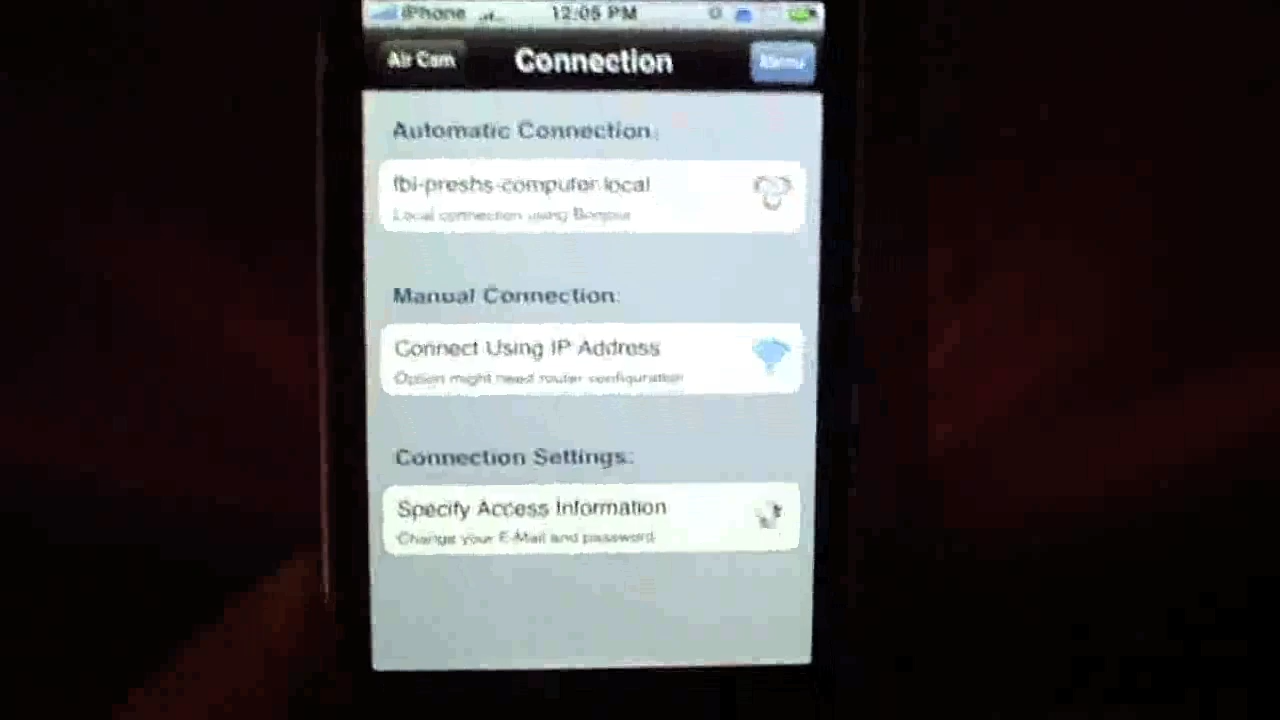 iPhone 12:05 PM
Air Cam Connection Menu
Automatic Connection:
fbi-preshs-computer.local
Local connection using Bonjour
Manual Connection:
Connect Using IP Address
Option might need router configuration
Connection Settings:
Specify Access Information
Change your E-Mail and password